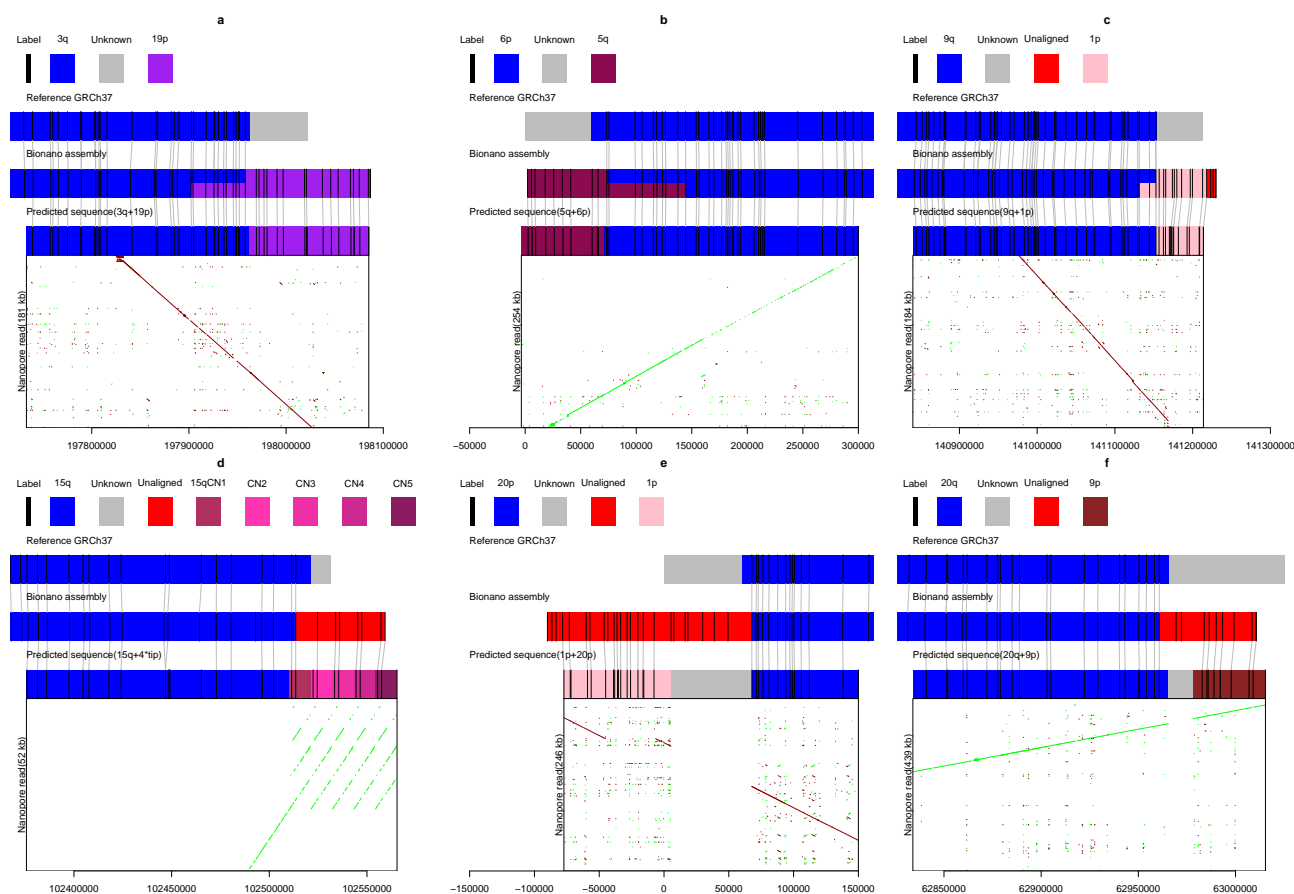 a
Label 3q Unknown 19p
Reference GRCh37
Bionano assembly
Predicted sequence(3q+19p)
Nanopore read(181 kb)
197800000 197900000 198000000 198100000
b
Label 6p Unknown 5q
Reference GRCh37
Bionano assembly
Predicted sequence(5q+6p)
Nanopore read(254 kb)
−50000 0 50000 100000 150000 200000 250000 300000
c
Label 9q Unknown Unaligned 1p
Reference GRCh37
Bionano assembly
Predicted sequence(9q+1p)
Nanopore read(184 kb)
140900000 141000000 141100000 141200000 141300000
d
Label 15q Unknown Unaligned 15qCN1 CN2 CN3 CN4 CN5
Reference GRCh37
Bionano assembly
Predicted sequence(15q+4*tip)
Nanopore read(52 kb)
102400000 102450000 102500000 102550000
e
Label 20p Unknown Unaligned 1p
Reference GRCh37
Bionano assembly
Predicted sequence(1p+20p)
Nanopore read(246 kb)
−150000 −100000 −50000 0 50000 100000 150000
f
Label 20q Unknown Unaligned 9p
Reference GRCh37
Bionano assembly
Predicted sequence(20q+9p)
Nanopore read(439 kb)
62850000 62900000 62950000 63000000